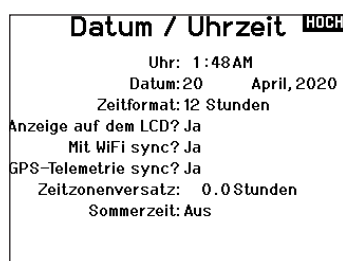 Datum / Uhrzeit HOCH
Uhr: 1:48AM
Datum: 20 April, 2020
Zeitformat: 12 Stunden
Anzeige auf dem LCD? Ja
Mit WiFi sync? Ja
GPS-Telemetrie sync? Ja
Zeitzonenversatz: 0.0 Stunden
Sommerzeit: Aus